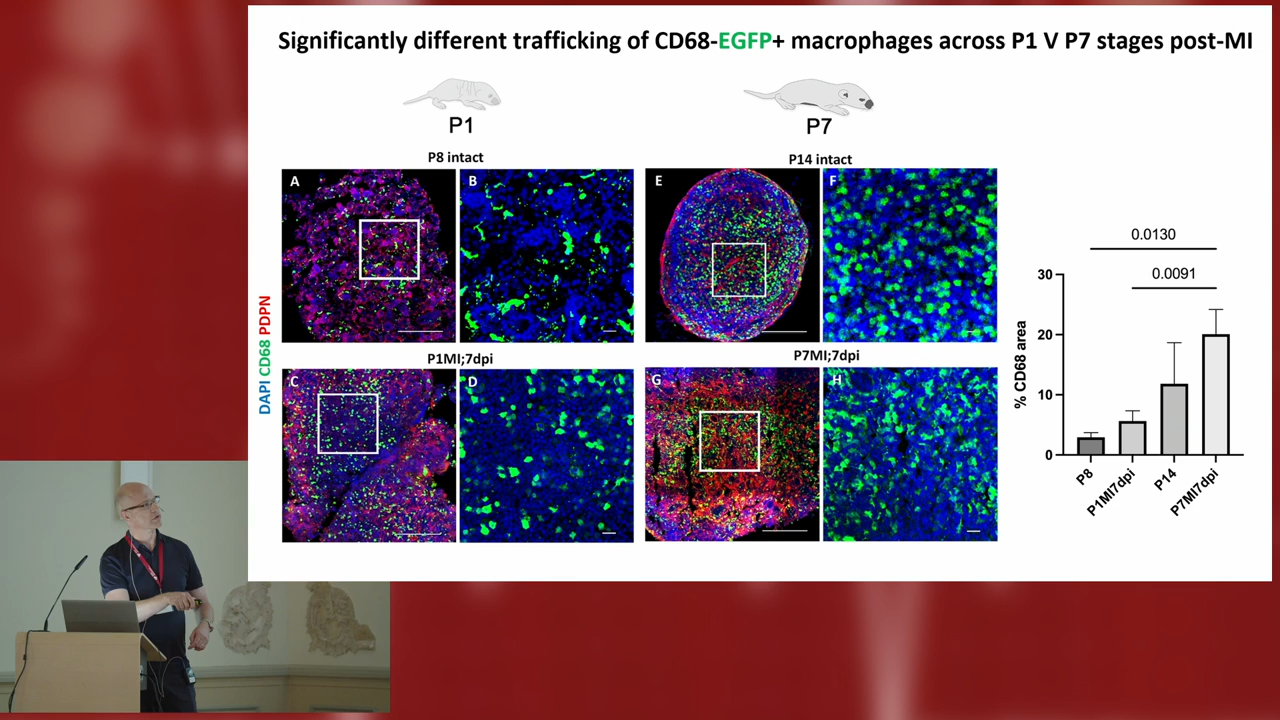 Significantly different trafficking of CD68-EGFP+ macrophages across P1 V P7 stages post-MI
P1
P7
P8 intact
P14 intact
A
B
E
F
DAPI CD68 PDPN
P1MI;7dpi
P7MI;7dpi
C
D
G
H
0.0130
0.0091
% CD68 area
30
20
10
0
P8
P1MI7dpi
P14
P7MI7dpi